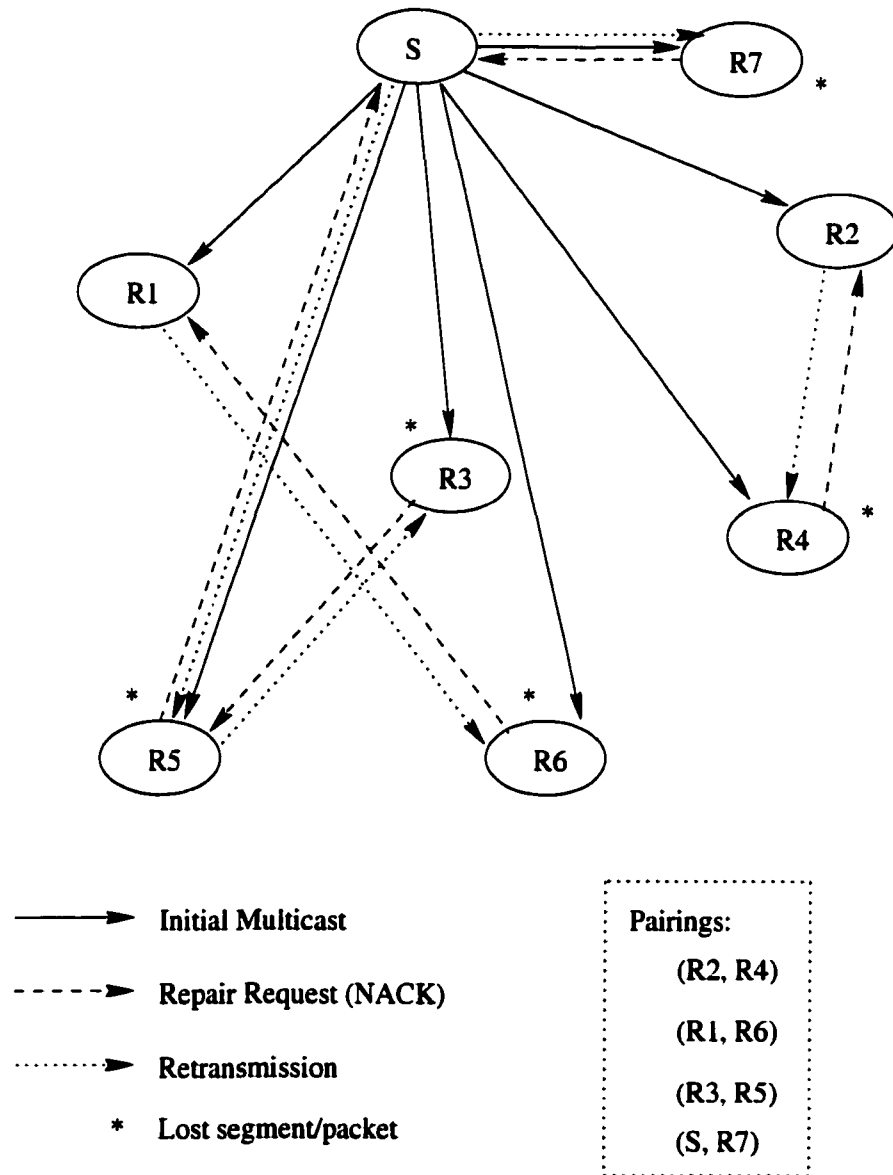 S
R7
*
R2
R1
*
R3
*
R4
*
*
R5
R6
Initial Multicast
Repair Request (NACK)
Retransmission
* Lost segment/packet
Pairings:
(R2, R4)
(R1, R6)
(R3, R5)
(S, R7)